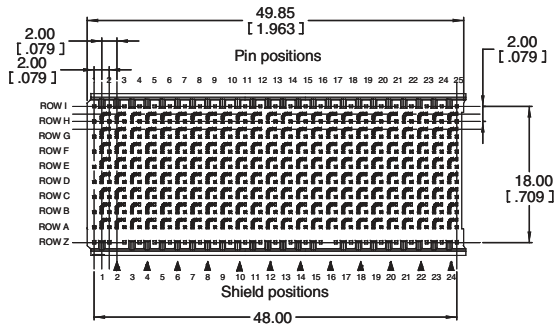 49.85
[ 1.963 ]
2.00
[ .079 ]
2.00
[ .079 ]
Pin positions
2.00
[ .079 ]
2 3 4 5 6 7 8 9 10 11 12 13 14 15 16 17 18 19 20 21 22 23 24 25
ROW I
ROW H
ROW G
ROW F
ROW E
ROW D
ROW C
ROW B
ROW A
ROW Z
18.00
[ .709 ]
1 2 3 4 5 6 7 8 9 10 11 12 13 14 15 16 17 18 19 20 21 22 23 24
Shield positions
48.00